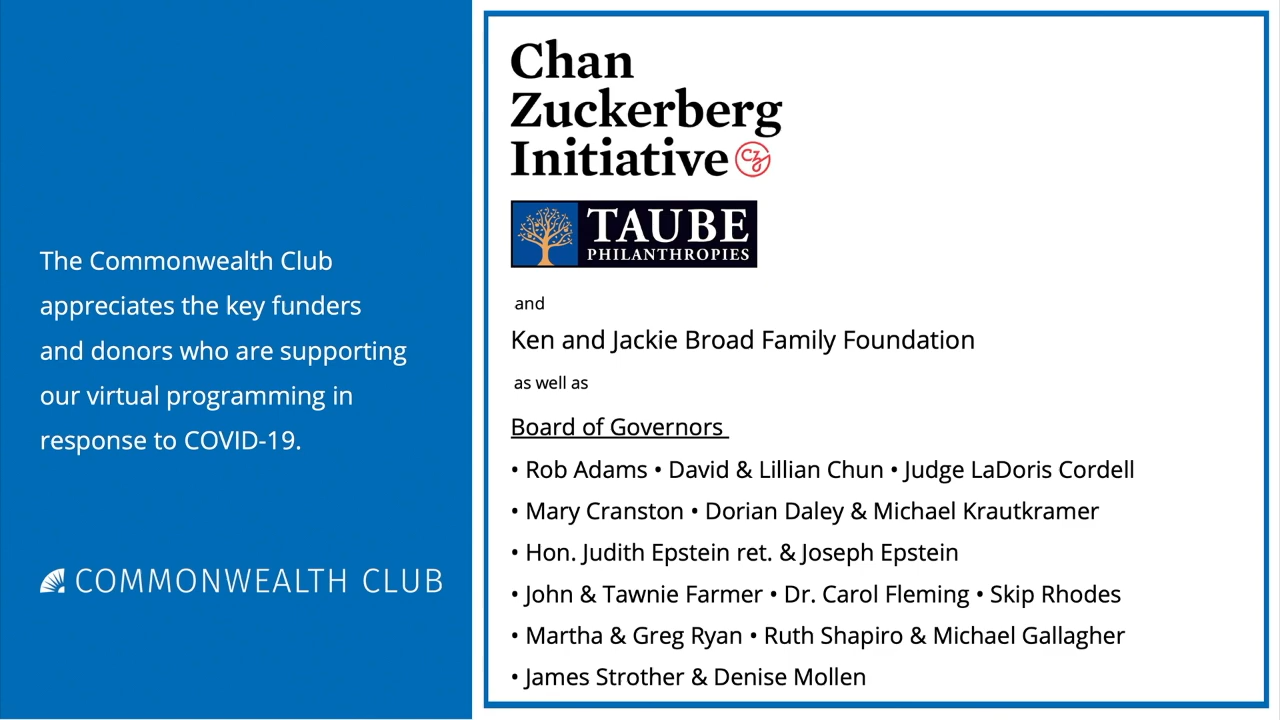 The Commonwealth Club
appreciates the key funders
and donors who are supporting
our virtual programming in
response to COVID-19.
COMMONWEALTH CLUB
Chan
Zuckerberg
Initiative
CZI
TAUBE
PHILANTHROPIES
and
Ken and Jackie Broad Family Foundation
as well as
Board of Governors
• Rob Adams • David & Lillian Chun • Judge LaDoris Cordell
• Mary Cranston • Dorian Daley & Michael Krautkramer
• Hon. Judith Epstein ret. & Joseph Epstein
• John & Tawnie Farmer • Dr. Carol Fleming • Skip Rhodes
• Martha & Greg Ryan • Ruth Shapiro & Michael Gallagher
• James Strother & Denise Mollen